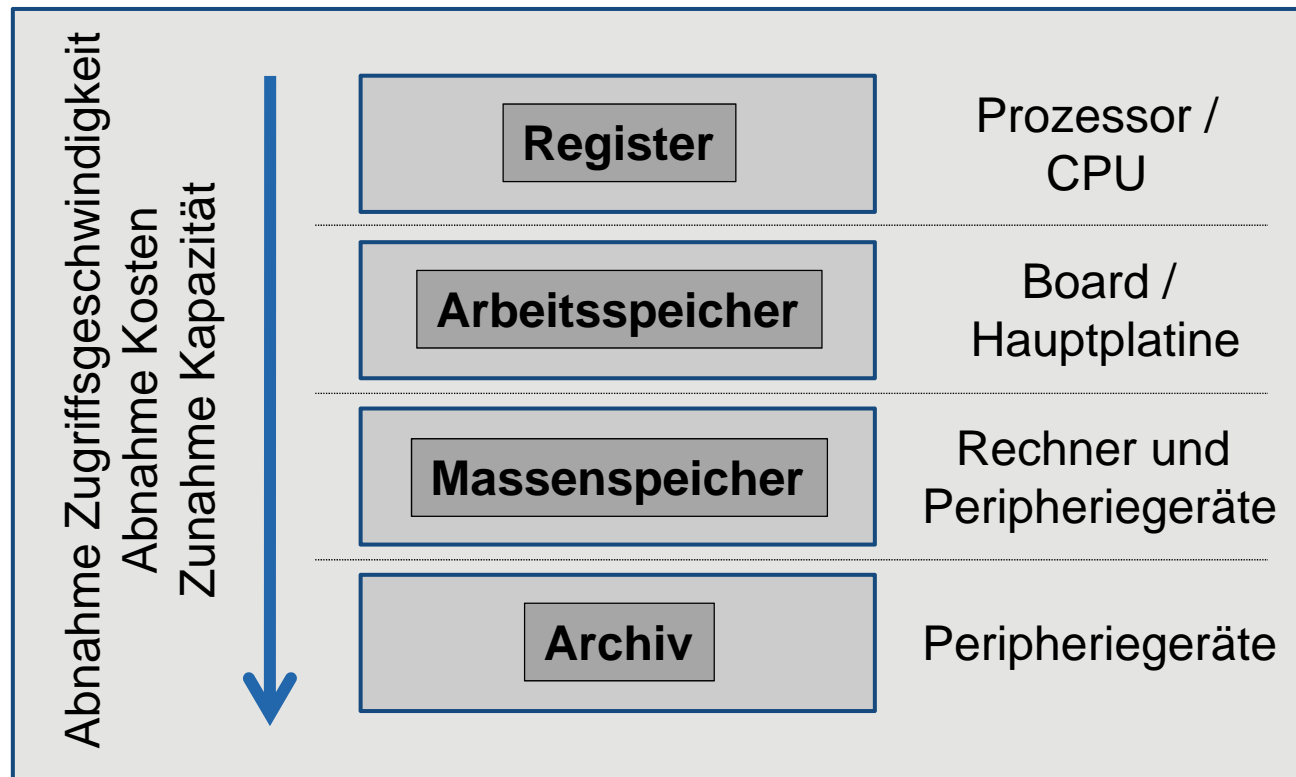 Abnahme Zugriffsgeschwindigkeit
Abnahme Kosten
Zunahme Kapazität
Register
Prozessor /
CPU
Arbeitsspeicher
Board /
Hauptplatine
Massenspeicher
Rechner und
Peripheriegeräte
Archiv
Peripheriegeräte